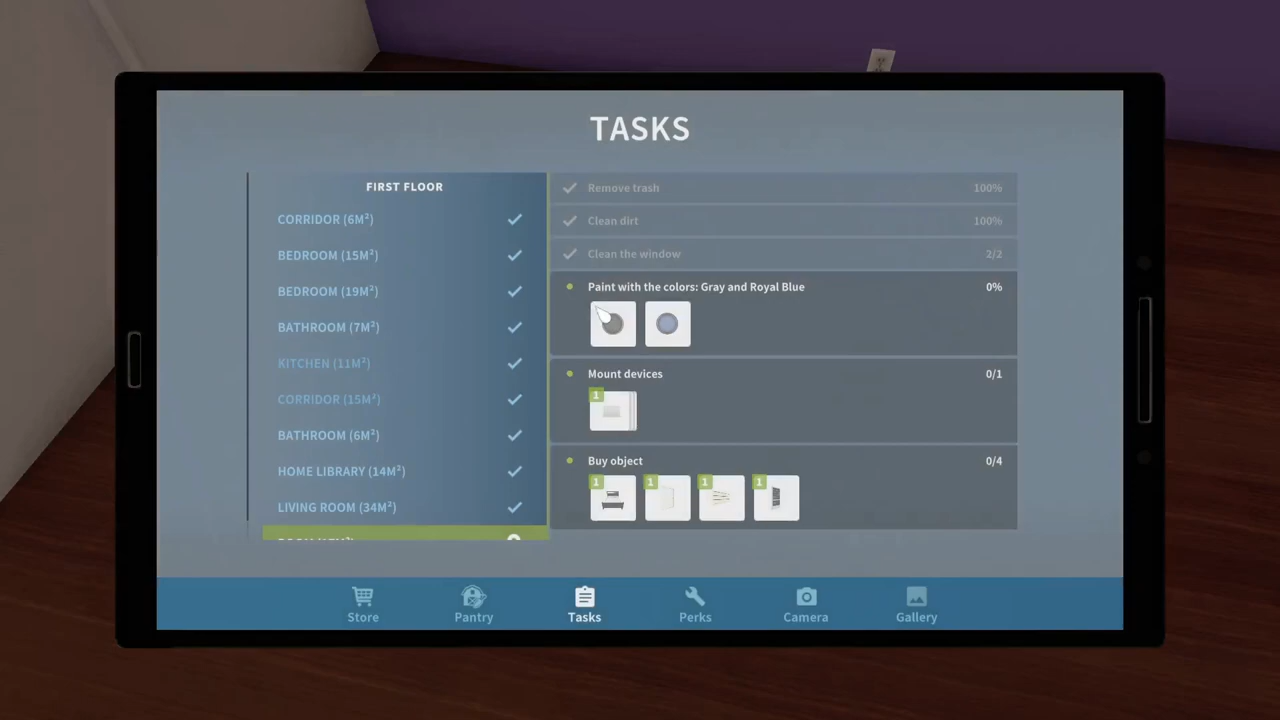 TASKS
FIRST FLOOR
CORRIDOR (6M²)
BEDROOM (15M²)
BEDROOM (19M²)
BATHROOM (7M²)
KITCHEN (11M²)
CORRIDOR (15M²)
BATHROOM (6M²)
HOME LIBRARY (14M²)
LIVING ROOM (34M²)
Remove trash 100%
Clean dirt 100%
Clean the window 2/2
Paint with the colors: Gray and Royal Blue 0%
Mount devices 0/1
1
Buy object 0/4
1 1 1 1
Store Pantry Tasks Perks Camera Gallery